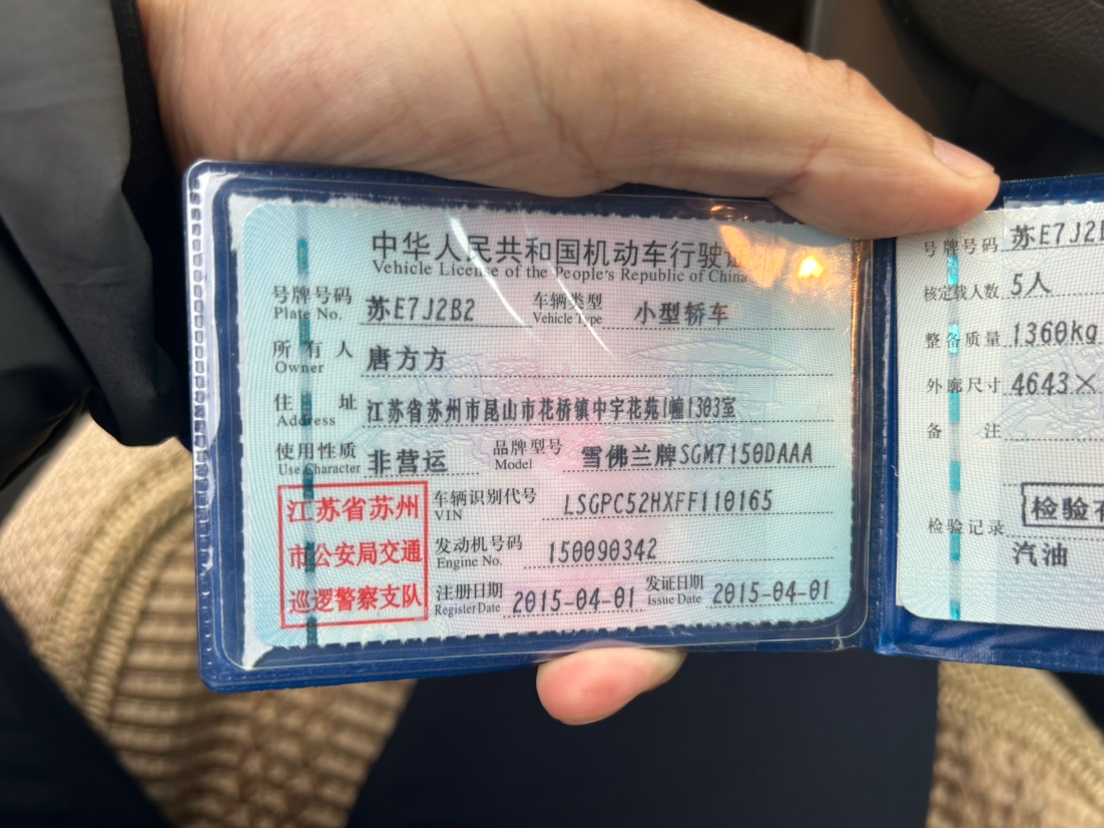 中华人民共和国机动车行驶
Vehicle License of the People's Republic of China
号牌号码 苏E7J2B2 车辆类型 小型轿车
Plate No. Vehicle Type
所有人 唐方方
Owner
住址 江苏省苏州市昆山市花桥镇中宇花苑1幢1303室
Address
使用性质 非营运 品牌型号 雪佛兰牌SGM7150DAAA
Use Character Model
江苏省苏州
市公安局交通
巡逻警察支队
车辆识别代号 LSGPC52HXFF110165
VIN
发动机号码 150090342
Engine No.
注册日期 2015-04-01 发证日期 2015-04-01
Register Date Issue Date
号牌号码 苏E7J2
核定载人数 5人
整备质量 1360kg
外廓尺寸 4643×
备注
检验记录 检验
汽油